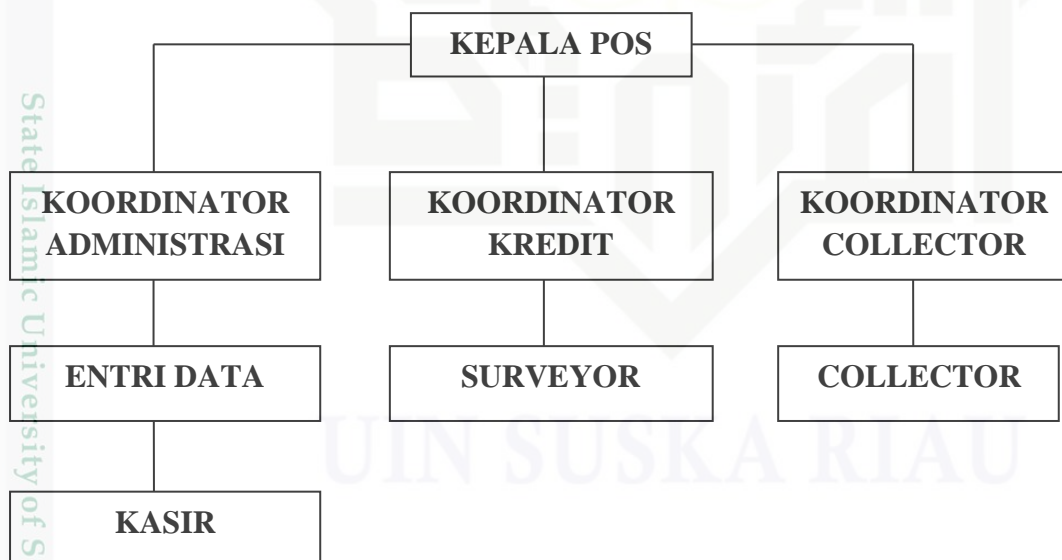 KEPALA POS
KOORDINATOR
ADMINISTRASI
KOORDINATOR
KREDIT
KOORDINATOR
COLLECTOR
ENTRI DATA
SURVEYOR
COLLECTOR
KASIR
State Islamic University of S
UIN SUSKA RIAU